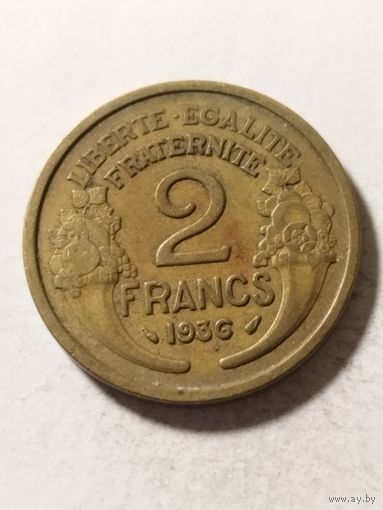 LIBERTE · EGALITE
FRATERNITE
2
FRANCS
1936
www.ay.by